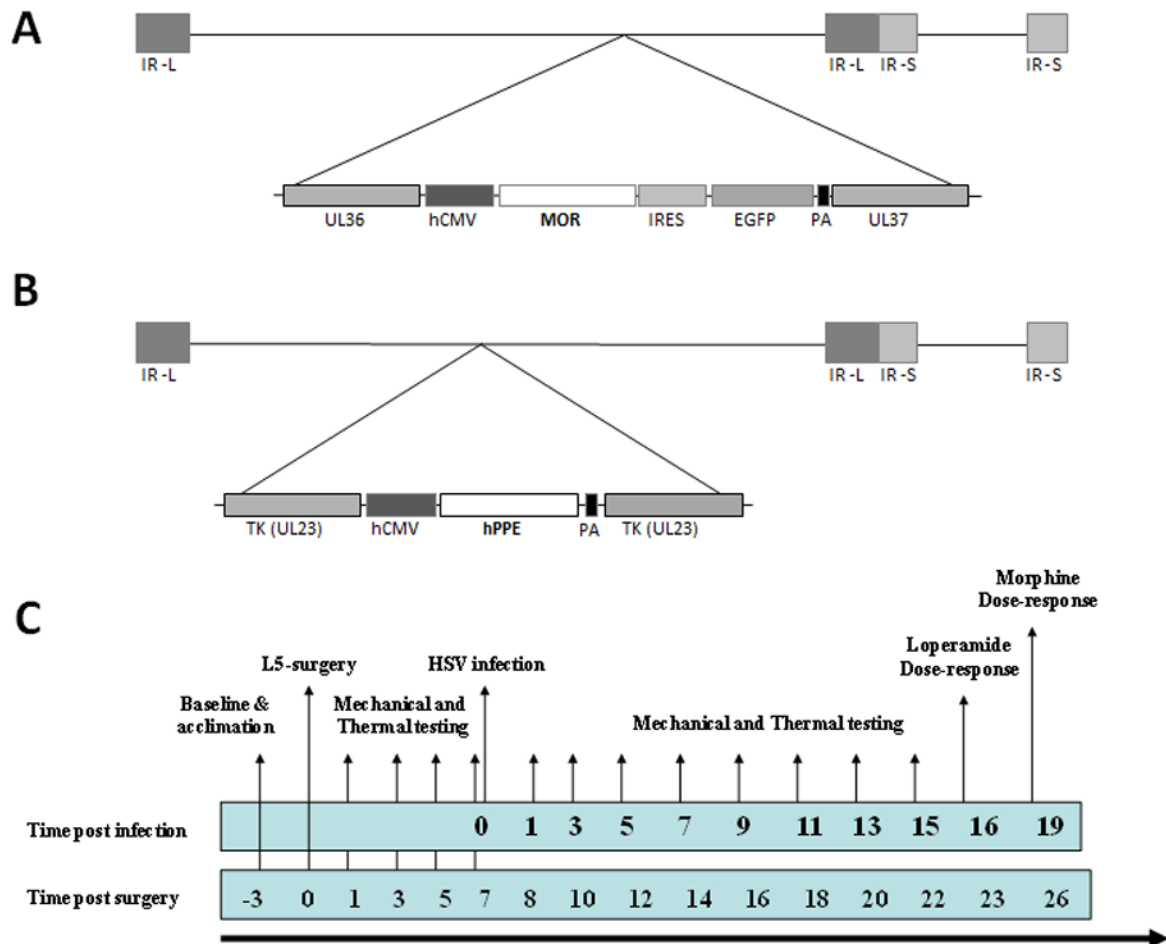 A
IR -L
IR -L IR -S
IR -S
UL36 hCMV MOR IRES EGFP PA UL37
B
IR -L
IR -L IR -S
IR -S
TK (UL23) hCMV hPPE PA TK (UL23)
C
Morphine
Dose-response
Loperamide
Dose-response
L5-surgery
HSV infection
Baseline &
acclimation
Mechanical and
Thermal testing
Mechanical and Thermal testing
Time post infection 0 1 3 5 7 9 11 13 15 16 19
Time post surgery -3 0 1 3 5 7 8 10 12 14 16 18 20 22 23 26